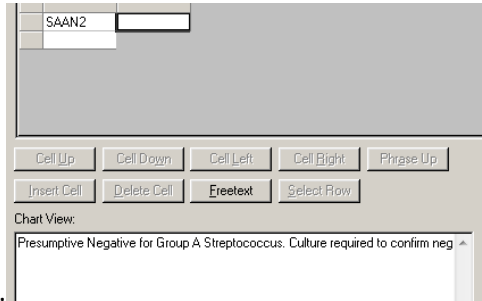 SAAN2
Cell Up Cell Down Cell Left Cell Right Phrase Up
Insert Cell Delete Cell Freetext Select Row
Chart View:
Presumptive Negative for Group A Streptococcus. Culture required to confirm neg